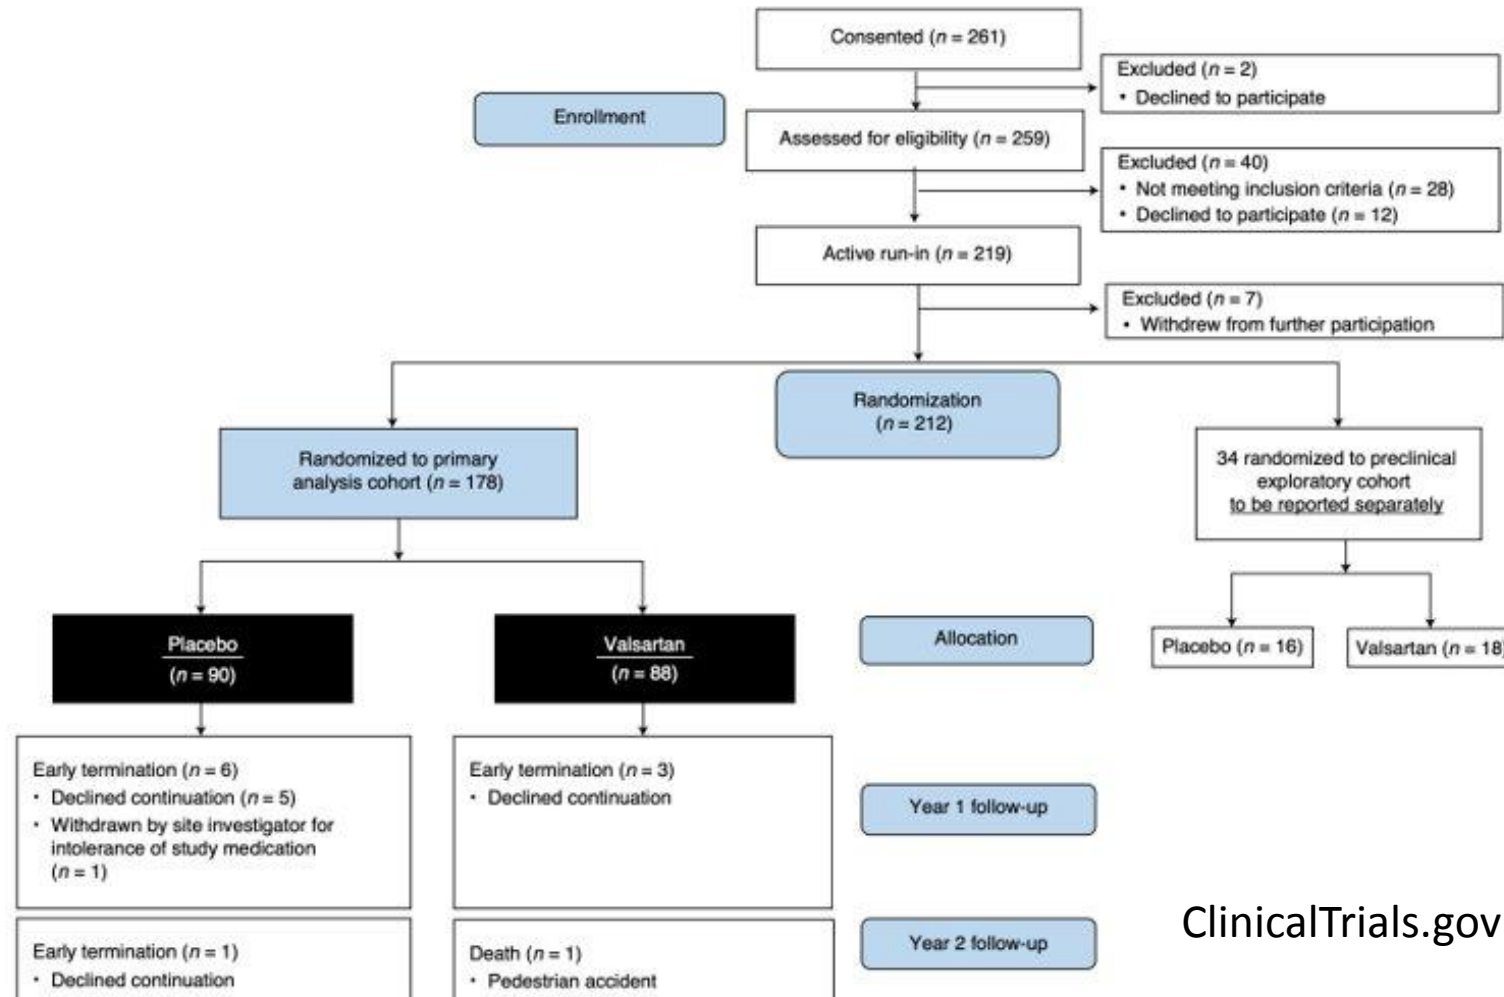 Consented (n = 261)
Excluded (n = 2)
• Declined to participate
Enrollment
Assessed for eligibility (n = 259)
Excluded (n = 40)
• Not meeting inclusion criteria (n = 28)
• Declined to participate (n = 12)
Active run-in (n = 219)
Excluded (n = 7)
• Withdrew from further participation
Randomization
(n = 212)
Randomized to primary
analysis cohort (n = 178)
34 randomized to preclinical
exploratory cohort
to be reported separately
Placebo
(n = 90)
Valsartan
(n = 88)
Allocation
Placebo (n = 16)
Valsartan (n = 18)
Early termination (n = 6)
• Declined continuation (n = 5)
• Withdrawn by site investigator for
intolerance of study medication
(n = 1)
Early termination (n = 3)
• Declined continuation
Year 1 follow-up
Early termination (n = 1)
• Declined continuation
Death (n = 1)
• Pedestrian accident
Year 2 follow-up
ClinicalTrials.gov